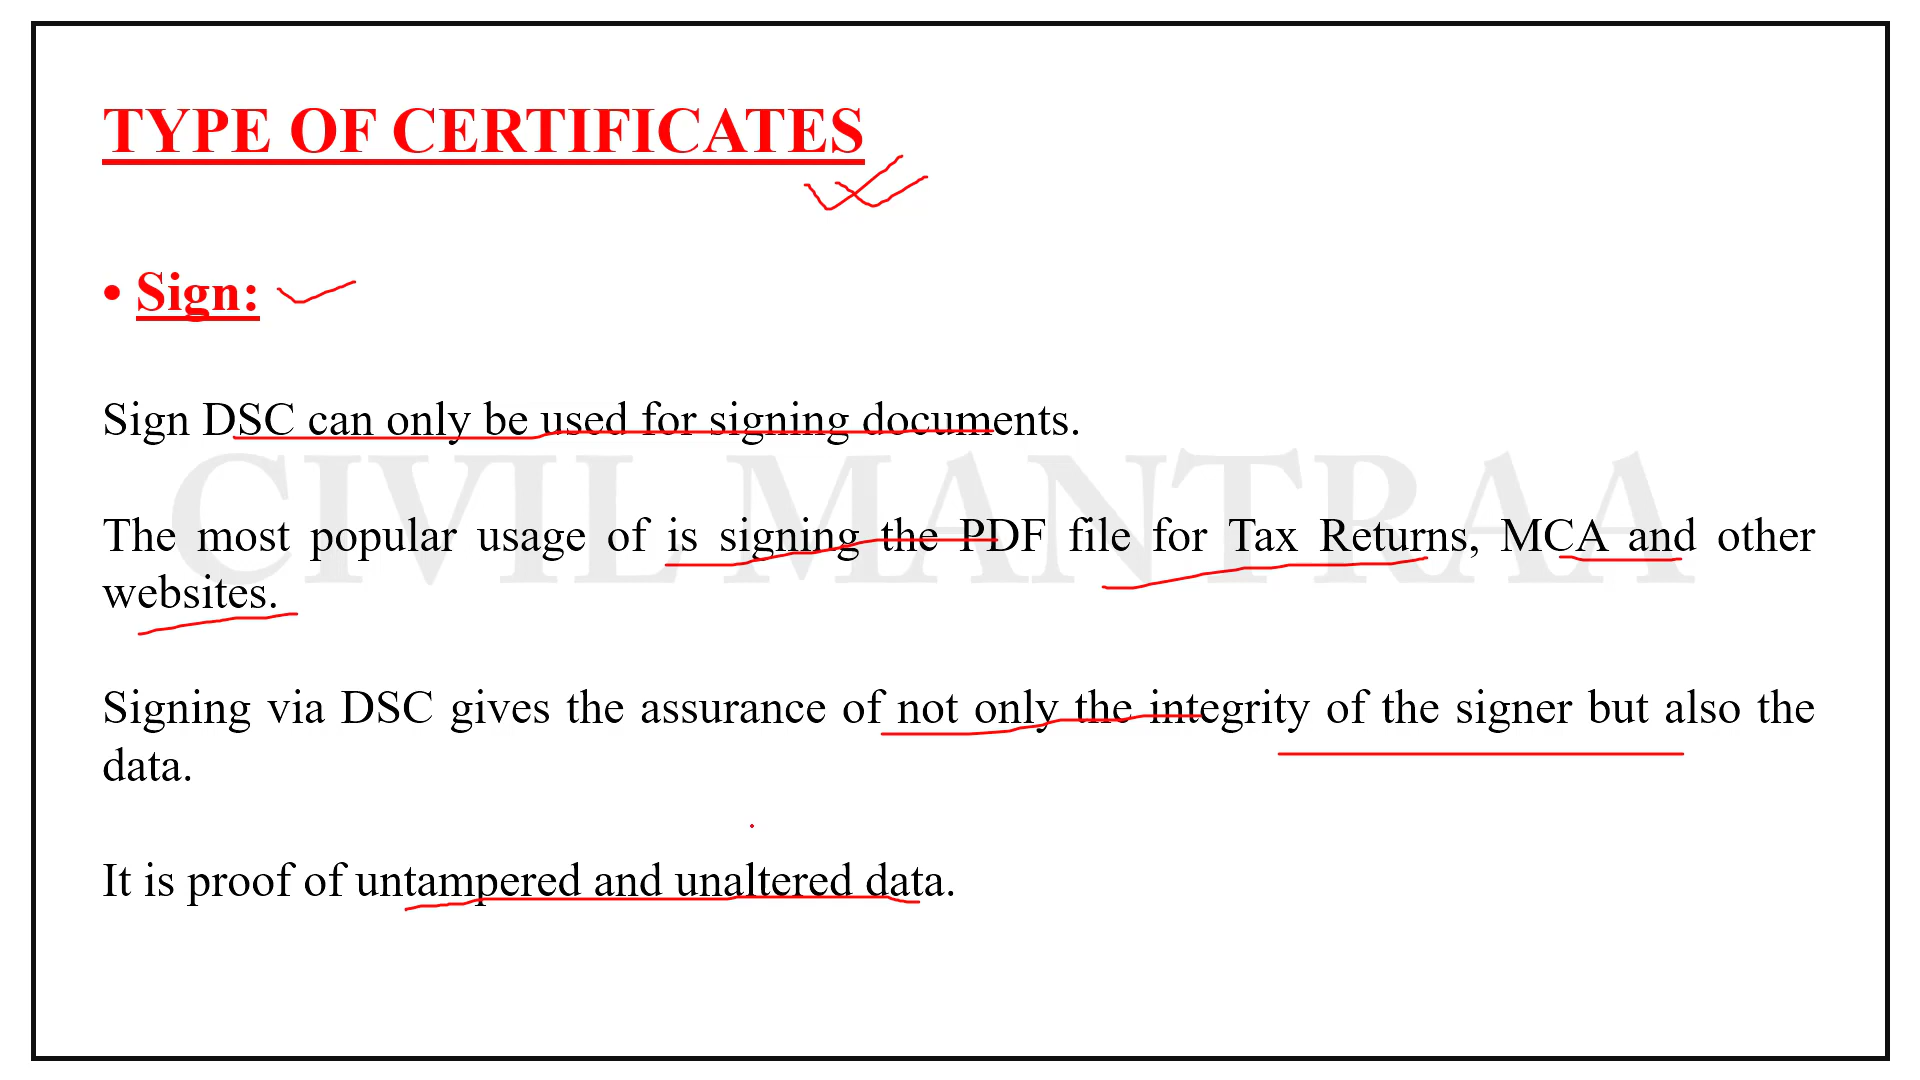 TYPE OF CERTIFICATES
• Sign:
Sign DSC can only be used for signing documents.
CIVIL MANTRAA
The most popular usage of is signing the PDF file for Tax Returns, MCA and other
websites.
Signing via DSC gives the assurance of not only the integrity of the signer but also the
data.
It is proof of untampered and unaltered data.